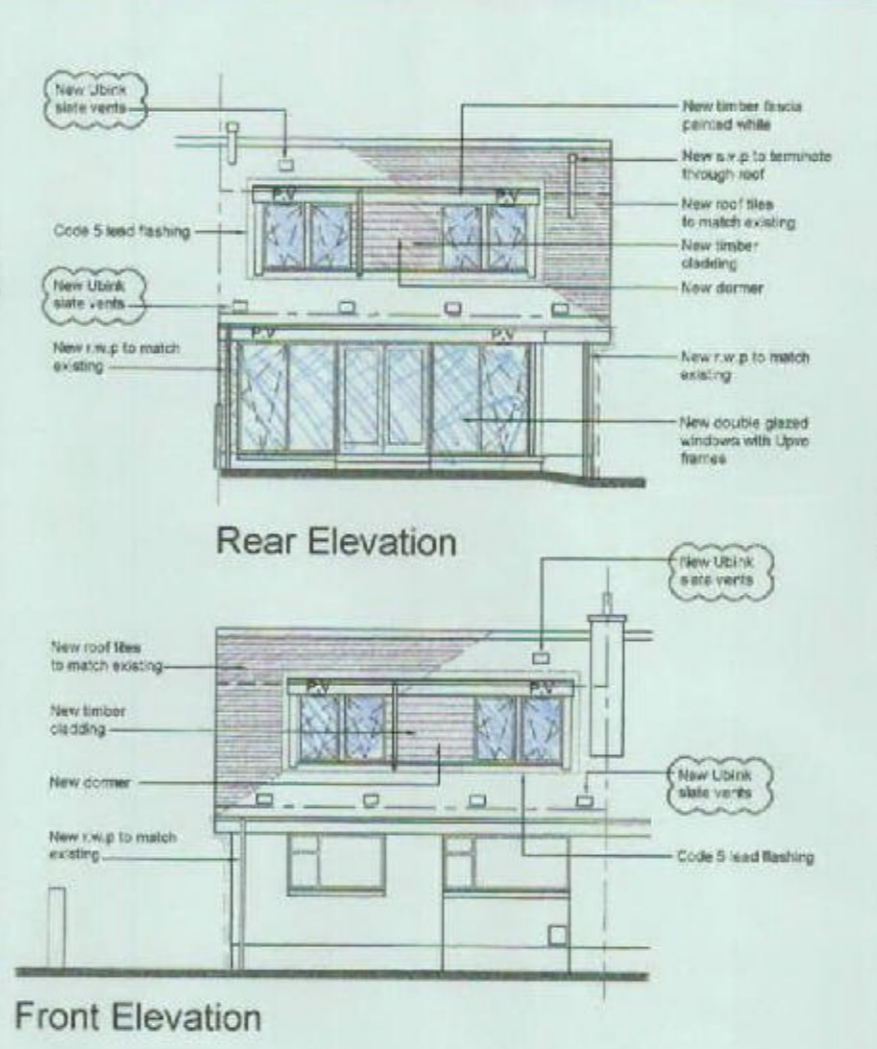 New Ubink
slate vents
New timber fascia
painted while
New s.v.p to terminate
through roof
Code 5 lead flashing
New roof tiles
to match existing
New timber
cladding
New dormer
New Ubink
slate vents
P.V
P.V
P.V
P.V
New r.w.p to match
existing
New r.w.p to match
existing
New double glazed
windows with Upvc
frames
Rear Elevation
New Ubink
slate vents
New roof tiles
to match existing
P.V
P.V
New timber
cladding
New dormer
New Ubink
slate vents
New r.w.p to match
existing
Code 5 lead flashing
Front Elevation